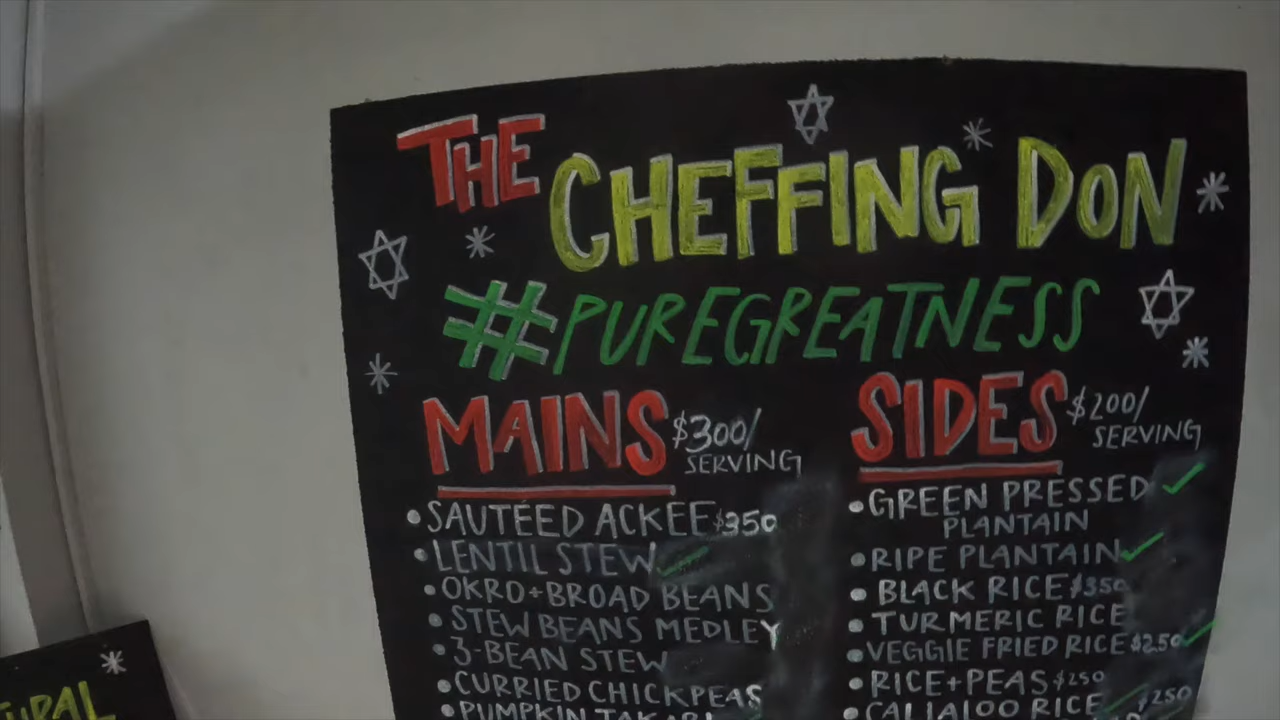 THE
CHEFFING DON
#PUREGREATNESS
MAINS $300/
SERVING
•SAUTÉED ACKEE $350
•LENTIL STEW ✓
•OKRO+BROAD BEANS
•STEW BEANS MEDLEY
•3-BEAN STEW
•CURRIED CHICKPEAS
•PUMPKIN
SIDES $200/
SERVING
•GREEN PRESSED ✓
PLANTAIN
•RIPE PLANTAIN ✓
•BLACK RICE $350
•TURMERIC RICE
•VEGGIE FRIED RICE $250 ✓
•RICE+PEAS $250
•CALLALOO RICE ✓ $250